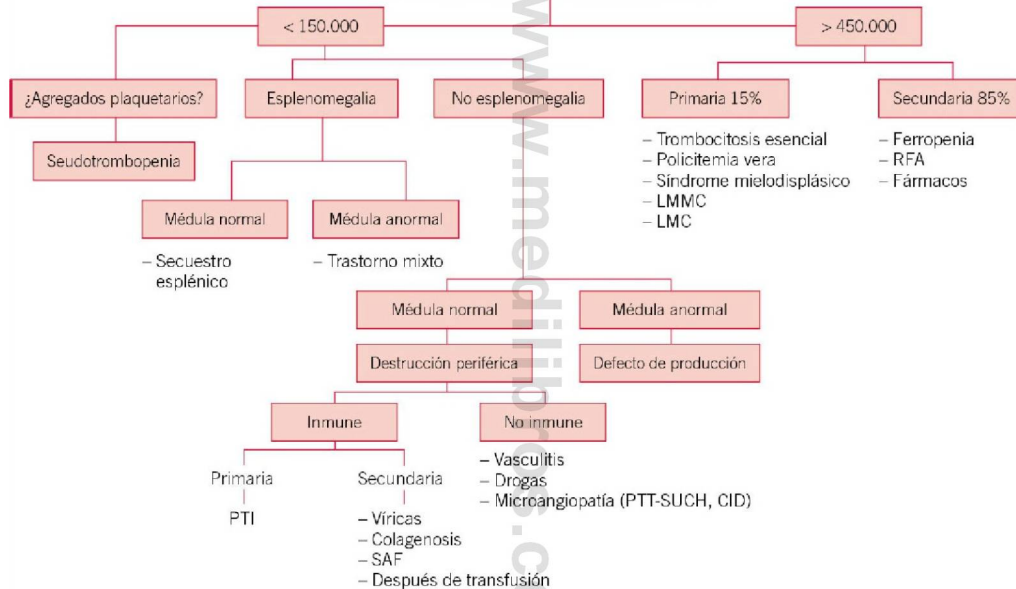 < 150.000
> 450.000
¿Agregados plaquetarios?
Esplenomegalia
No esplenomegalia
Primaria 15%
Secundaria 85%
Seudotrombopenia
– Trombocitosis esencial
– Policitemia vera
– Síndrome mielodisplásico
– LMMC
– LMC
– Ferropenia
– RFA
– Fármacos
Médula normal
Médula anormal
– Secuestro
esplénico
– Trastorno mixto
Médula normal
Médula anormal
Destrucción periférica
Defecto de producción
Inmune
No inmune
Primaria
Secundaria
– Vasculitis
– Drogas
– Microangiopatía (PTT-SUCH, CID)
PTI
– Víricas
– Colagenosis
– SAF
– Después de transfusión
www.medilibros.c